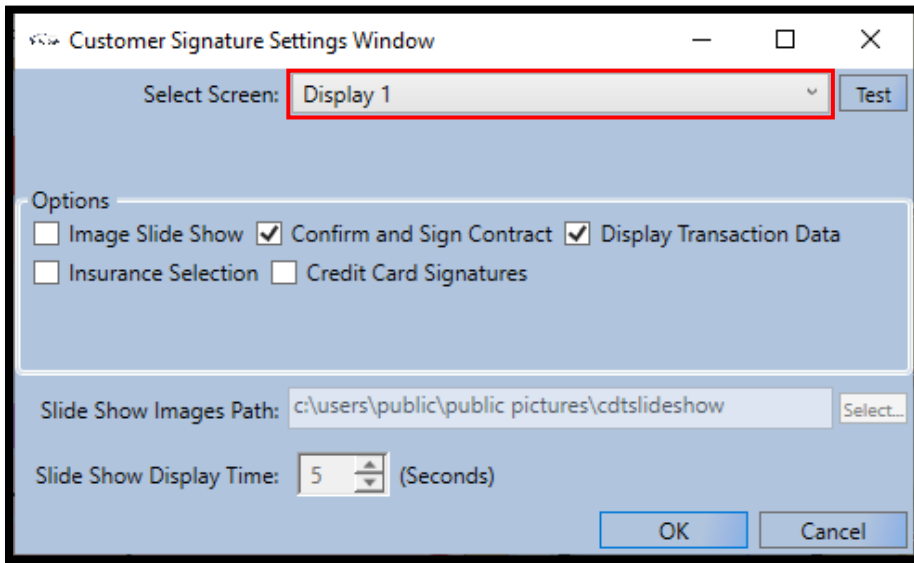 Customer Signature Settings Window
Select Screen: Display 1 Test
Options
Image Slide Show Confirm and Sign Contract Display Transaction Data
Insurance Selection Credit Card Signatures
Slide Show Images Path: c:\users\public\public pictures\cdtslideshow Select...
Slide Show Display Time: 5 (Seconds)
OK Cancel